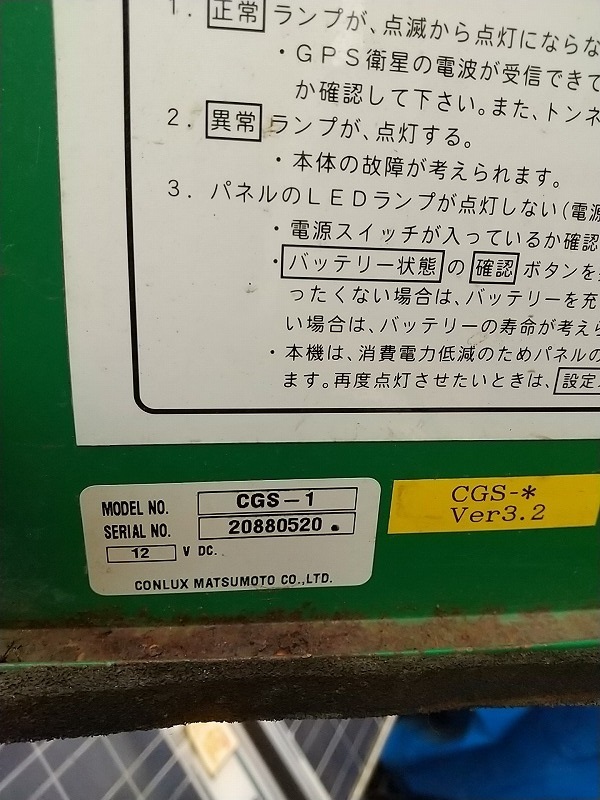 1. 正常 ランプが、点滅から点灯にならな
・GPS衛星の電波が受信できて
か確認して下さい。また、トンネ
2. 異常 ランプが、点灯する。
・本体の故障が考えられます。
3. パネルのLEDランプが点灯しない(電源
・電源スイッチが入っているか確認
・バッテリー状態 の 確認 ボタンを
ったくない場合は、バッテリーを充
い場合は、バッテリーの寿命が考え
・本機は、消費電力低減のためパネルの
ます。再度点灯させたいときは、設定
MODEL NO. CGS-1
SERIAL NO. 20880520
12 V DC.
CONLUX MATSUMOTO CO.,LTD.
CGS-*
Ver3.2